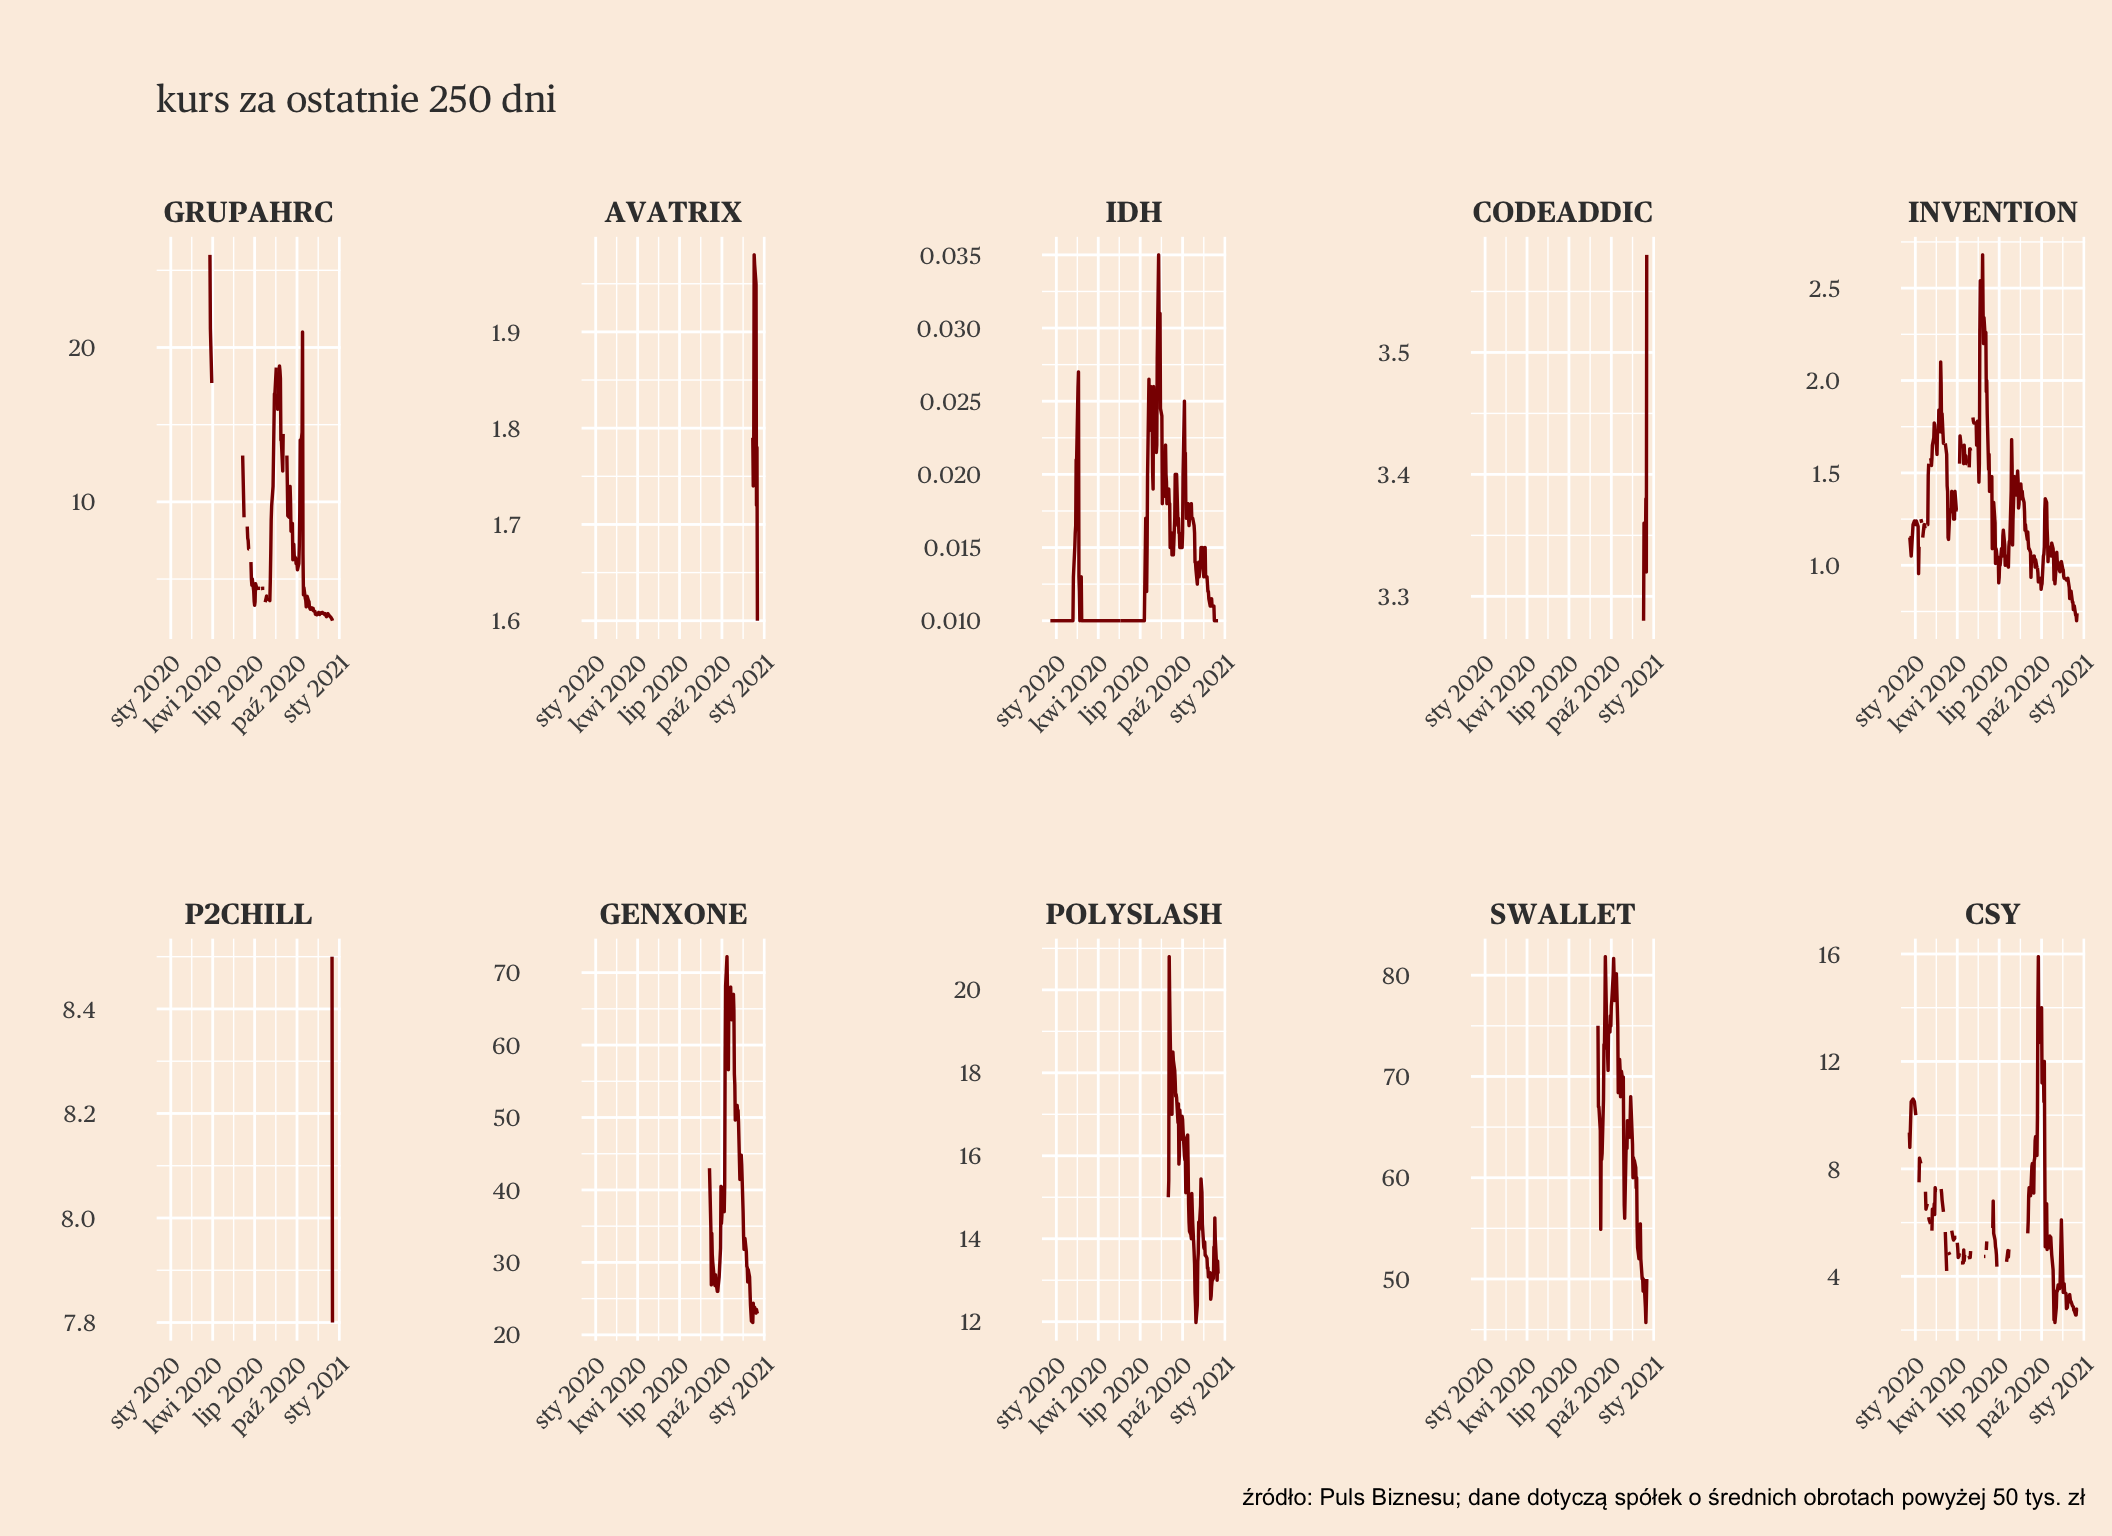 kurs za ostatnie 250 dni
GRUPAHRC
20
10
sty 2020
kwi 2020
lip 2020
paź 2020
sty 2021
AVATRIX
1.9
1.8
1.7
1.6
sty 2020
kwi 2020
lip 2020
paź 2020
sty 2021
IDH
0.035
0.030
0.025
0.020
0.015
0.010
sty 2020
kwi 2020
lip 2020
paź 2020
sty 2021
CODEADDIC
3.5
3.4
3.3
sty 2020
kwi 2020
lip 2020
paź 2020
sty 2021
INVENTION
2.5
2.0
1.5
1.0
sty 2020
kwi 2020
lip 2020
paź 2020
sty 2021
P2CHILL
8.4
8.2
8.0
7.8
sty 2020
kwi 2020
lip 2020
paź 2020
sty 2021
GENXONE
70
60
50
40
30
20
sty 2020
kwi 2020
lip 2020
paź 2020
sty 2021
POLYSLASH
20
18
16
14
12
sty 2020
kwi 2020
lip 2020
paź 2020
sty 2021
SWALLET
80
70
60
50
sty 2020
kwi 2020
lip 2020
paź 2020
sty 2021
CSY
16
12
8
4
sty 2020
kwi 2020
lip 2020
paź 2020
sty 2021
źródło: Puls Biznesu; dane dotyczą spółek o średnich obrotach powyżej 50 tys. zł